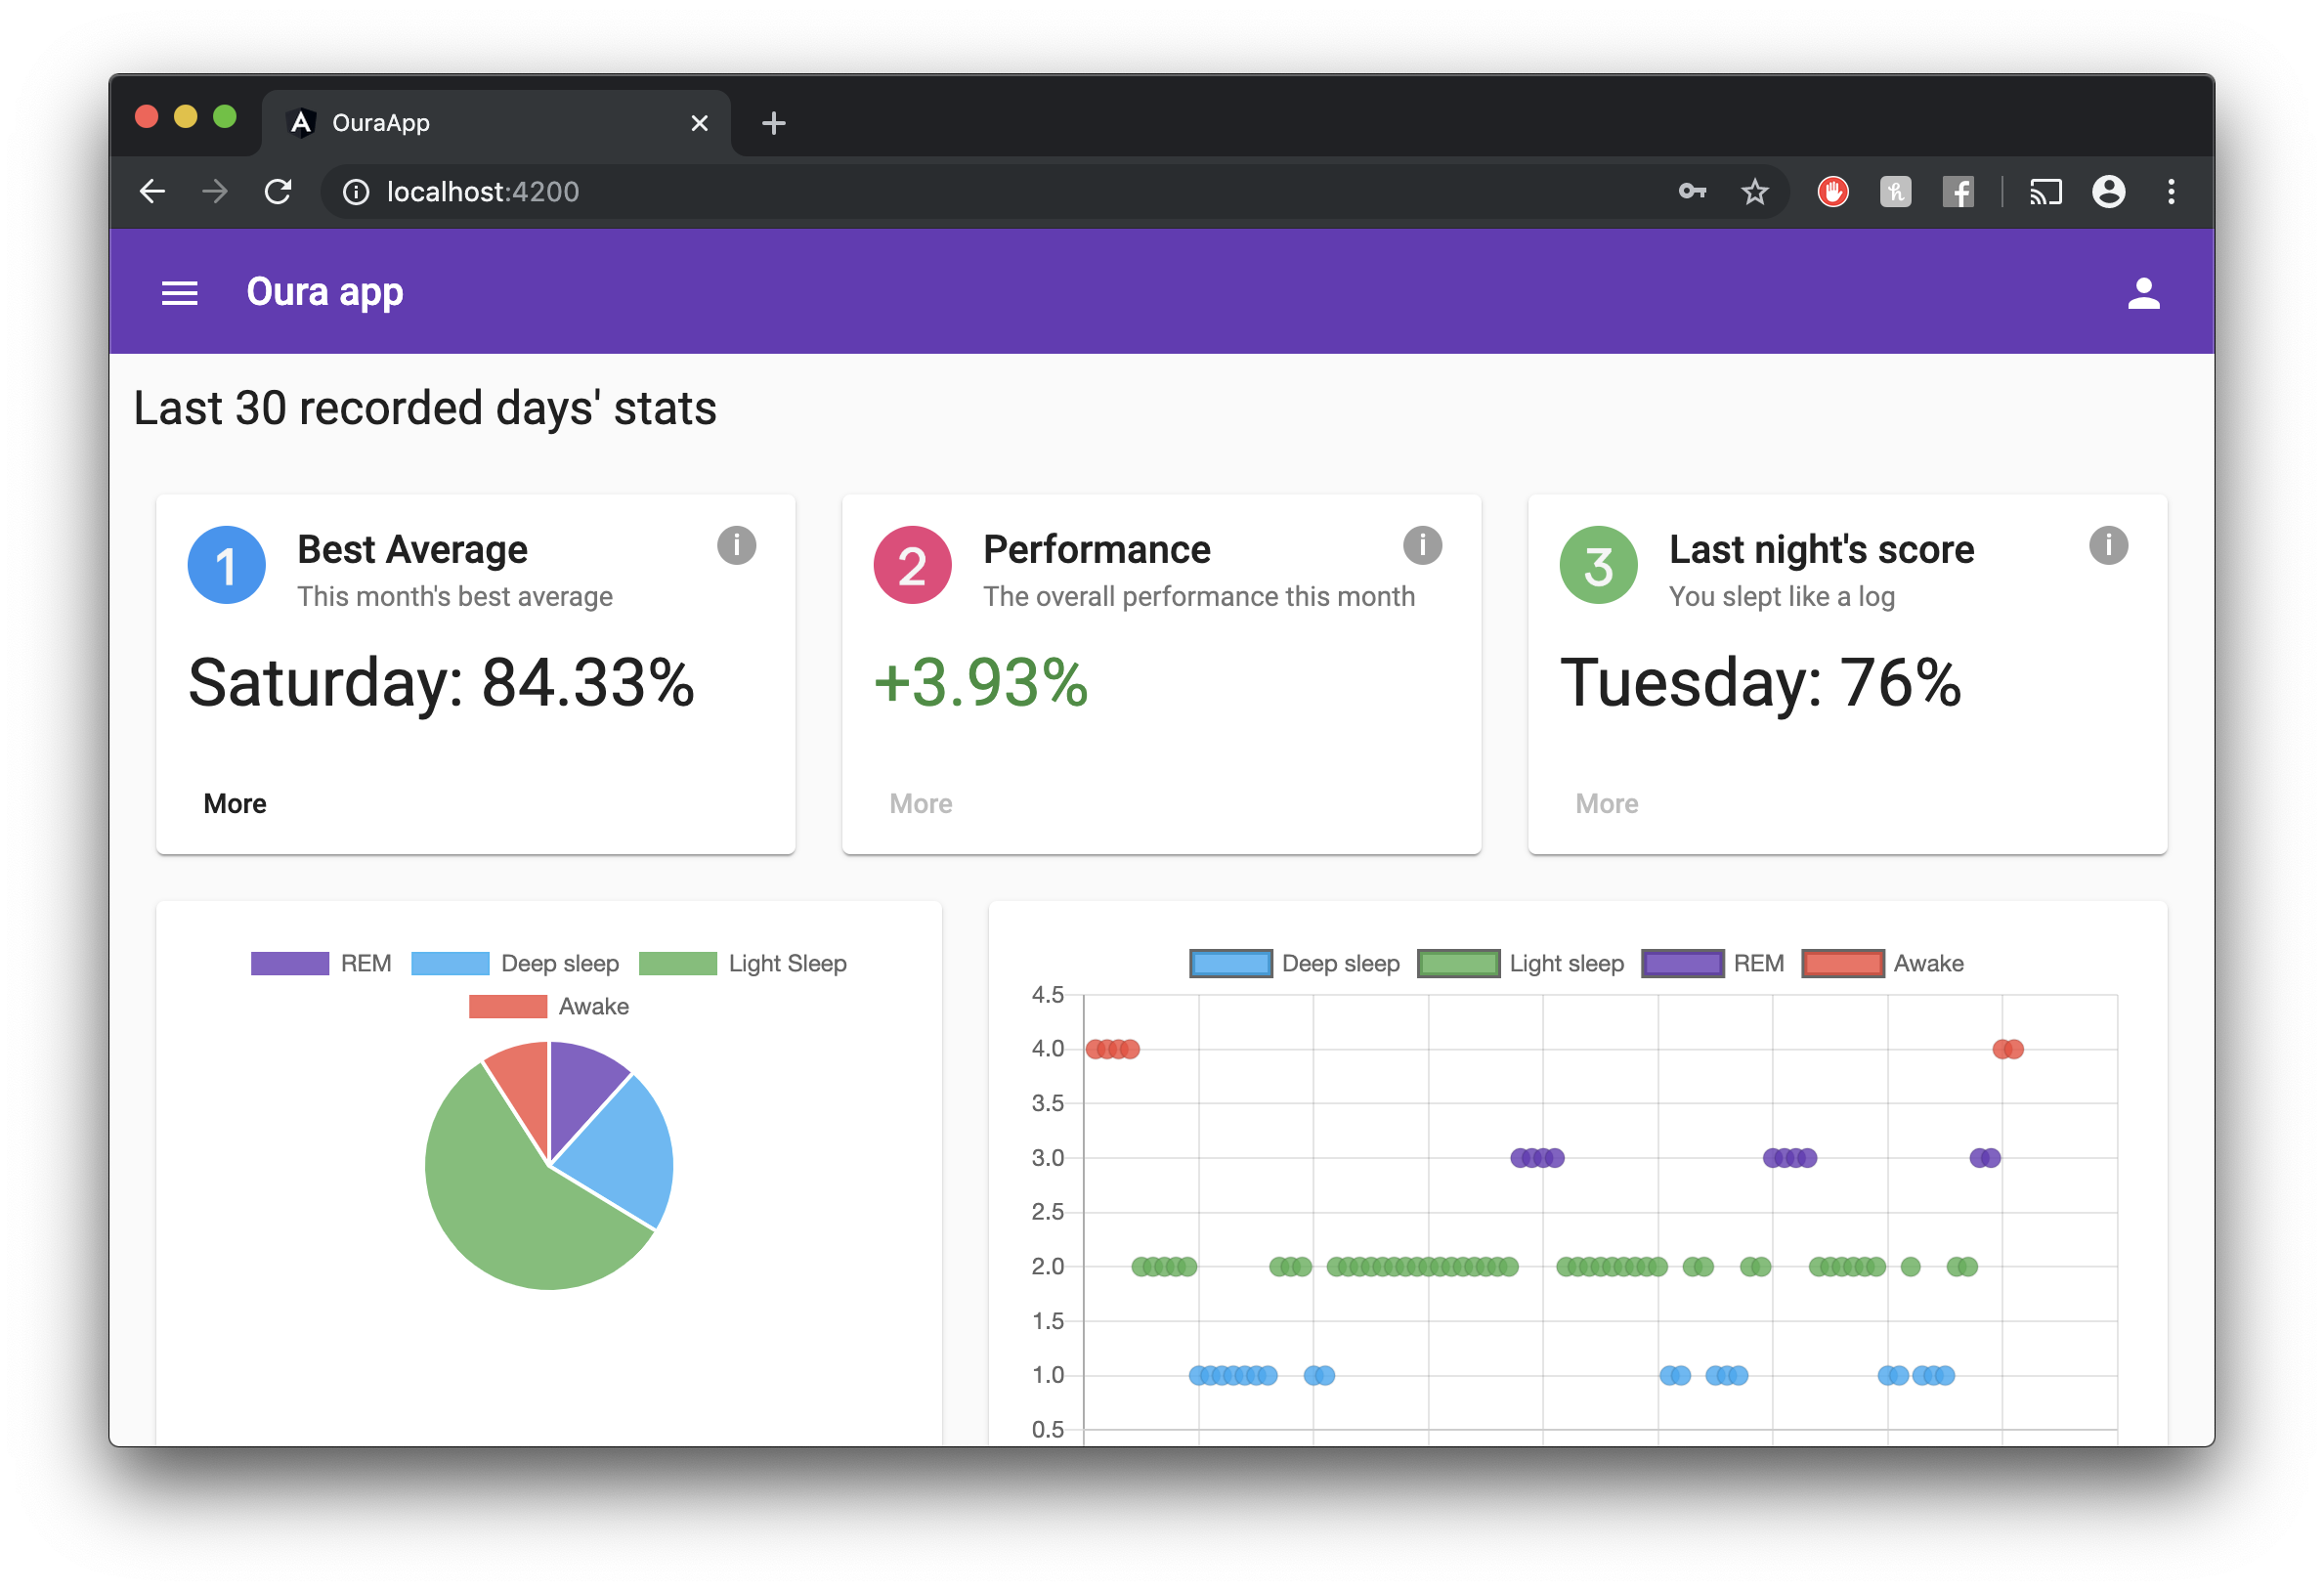 OuraApp
localhost:4200
Oura app
Last 30 recorded days' stats
1 Best Average
This month's best average
Saturday: 84.33%
More
2 Performance
The overall performance this month
+3.93%
More
3 Last night's score
You slept like a log
Tuesday: 76%
More
REM Deep sleep Light Sleep
Awake
Deep sleep Light sleep REM Awake
4.5
4.0
3.5
3.0
2.5
2.0
1.5
1.0
0.5